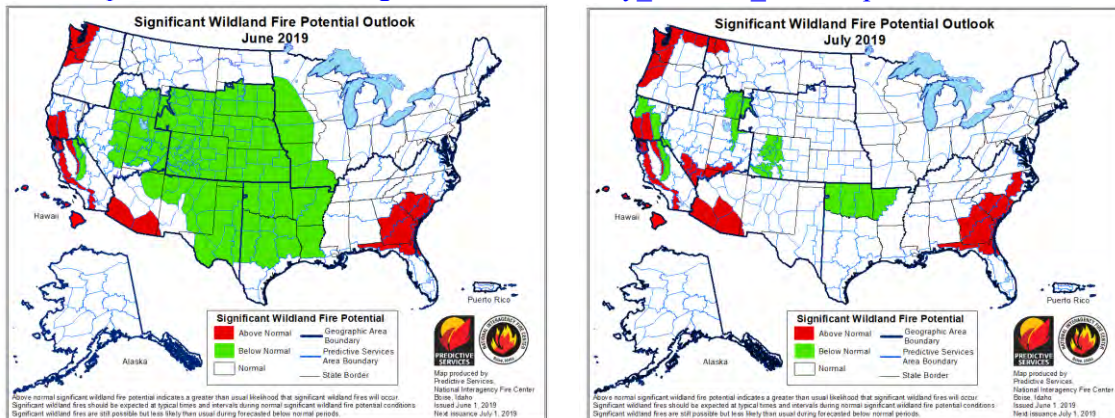 Significant Wildland Fire Potential Outlook
June 2019
Hawaii
Alaska
Puerto Rico
Significant Wildland Fire Potential
Above Normal
Below Normal
Normal
Geographic Area
Boundary
Predictive Services
Area Boundary
State Border
PREDICTIVE
SERVICES
Map produced by
Predictive Services,
National Interagency Fire Center
Boise, Idaho
Issued June 1, 2019
Next issuance July 1, 2019
Above normal significant wildland fire potential indicates a greater than usual likelihood that significant wildland fires will occur.
Significant wildland fires should be expected at typical times and intervals during normal significant wildland fire potential conditions.
Significant wildland fires are still possible but less likely than usual during forecasted below normal periods.
Significant Wildland Fire Potential Outlook
July 2019
Hawaii
Alaska
Puerto Rico
Significant Wildland Fire Potential
Above Normal
Below Normal
Normal
Geographic Area
Boundary
Predictive Services
Area Boundary
State Border
PREDICTIVE
SERVICES
Map produced by
Predictive Services,
National Interagency Fire Center
Boise, Idaho
Issued June 1, 2019
Next issuance July 1, 2019
Above normal significant wildland fire potential indicates a greater than usual likelihood that significant wildland fires will occur.
Significant wildland fires should be expected at typical times and intervals during normal significant wildland fire potential conditions.
Significant wildland fires are still possible but less likely than usual during forecasted below normal periods.